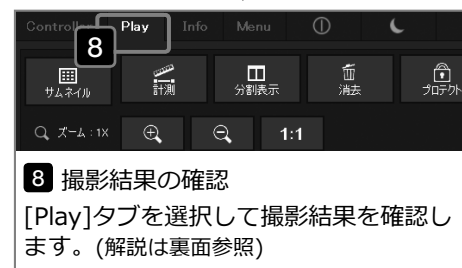 Controller Play Info Menu
8
サムネイル 計測 分割表示 消去 プロテクト
ズーム : 1X 1:1
8 撮影結果の確認
[Play]タブを選択して撮影結果を確認し
ます。(解説は裏面参照)